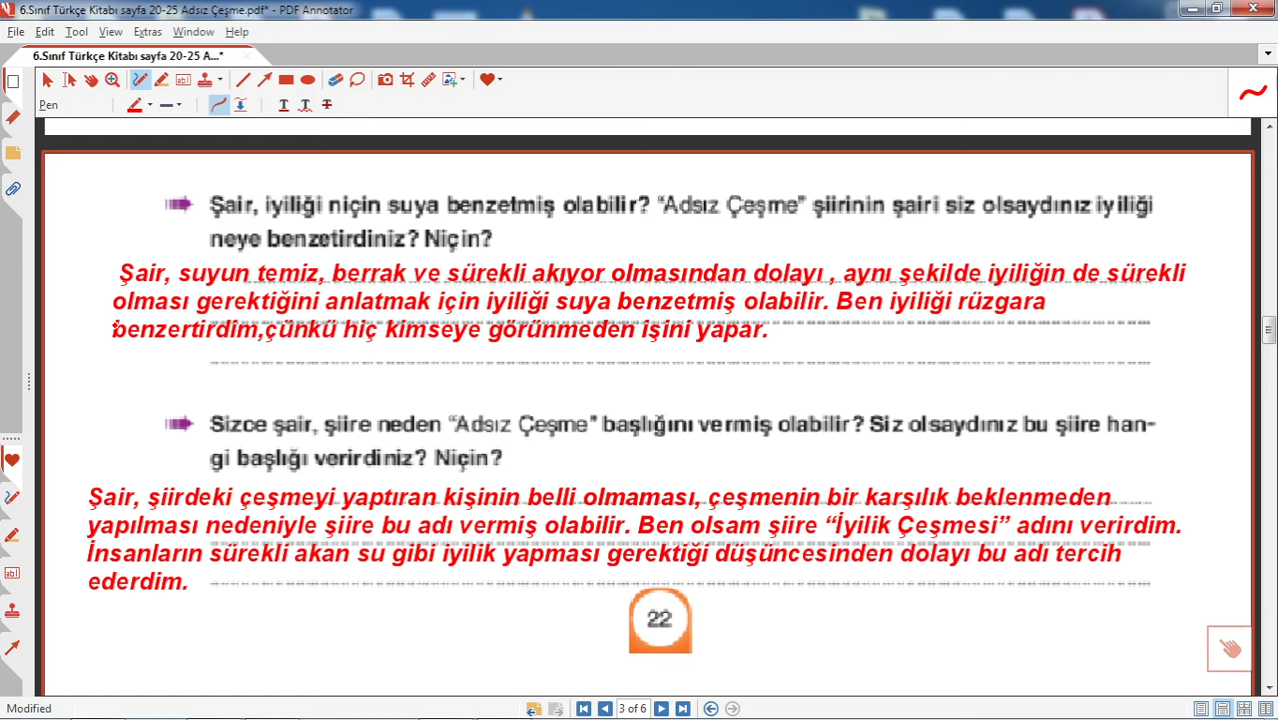 6.Sınıf Türkçe Kitabı sayfa 20-25 Adsız Çeşme.pdf* - PDF Annotator
File Edit Tool View Extras Window Help
6.Sınıf Türkçe Kitabı sayfa 20-25 A...*
Pen
Şair, iyiliği niçin suya benzetmiş olabilir? “Adsız Çeşme” şiirinin şairi siz olsaydınız iyiliği
neye benzetirdiniz? Niçin?
Şair, suyun temiz, berrak ve sürekli akıyor olmasından dolayı , aynı şekilde iyiliğin de sürekli
olması gerektiğini anlatmak için iyiliği suya benzetmiş olabilir. Ben iyiliği rüzgara
benzertirdim,çünkü hiç kimseye görünmeden işini yapar.
Sizce şair, şiire neden “Adsız Çeşme” başlığını vermiş olabilir? Siz olsaydınız bu şiire han-
gi başlığı verirdiniz? Niçin?
Şair, şiirdeki çeşmeyi yaptıran kişinin belli olmaması, çeşmenin bir karşılık beklenmeden
yapılması nedeniyle şiire bu adı vermiş olabilir. Ben olsam şiire “İyilik Çeşmesi” adını verirdim.
İnsanların sürekli akan su gibi iyilik yapması gerektiği düşüncesinden dolayı bu adı tercih
ederdim.
22
Modified
3 of 6